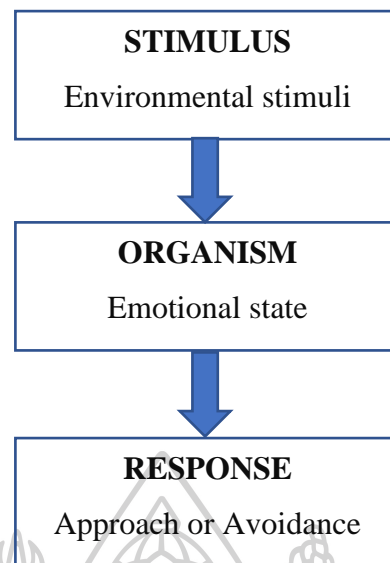 STIMULUS
Environmental stimuli
ORGANISM
Emotional state
RESPONSE
Approach or Avoidance